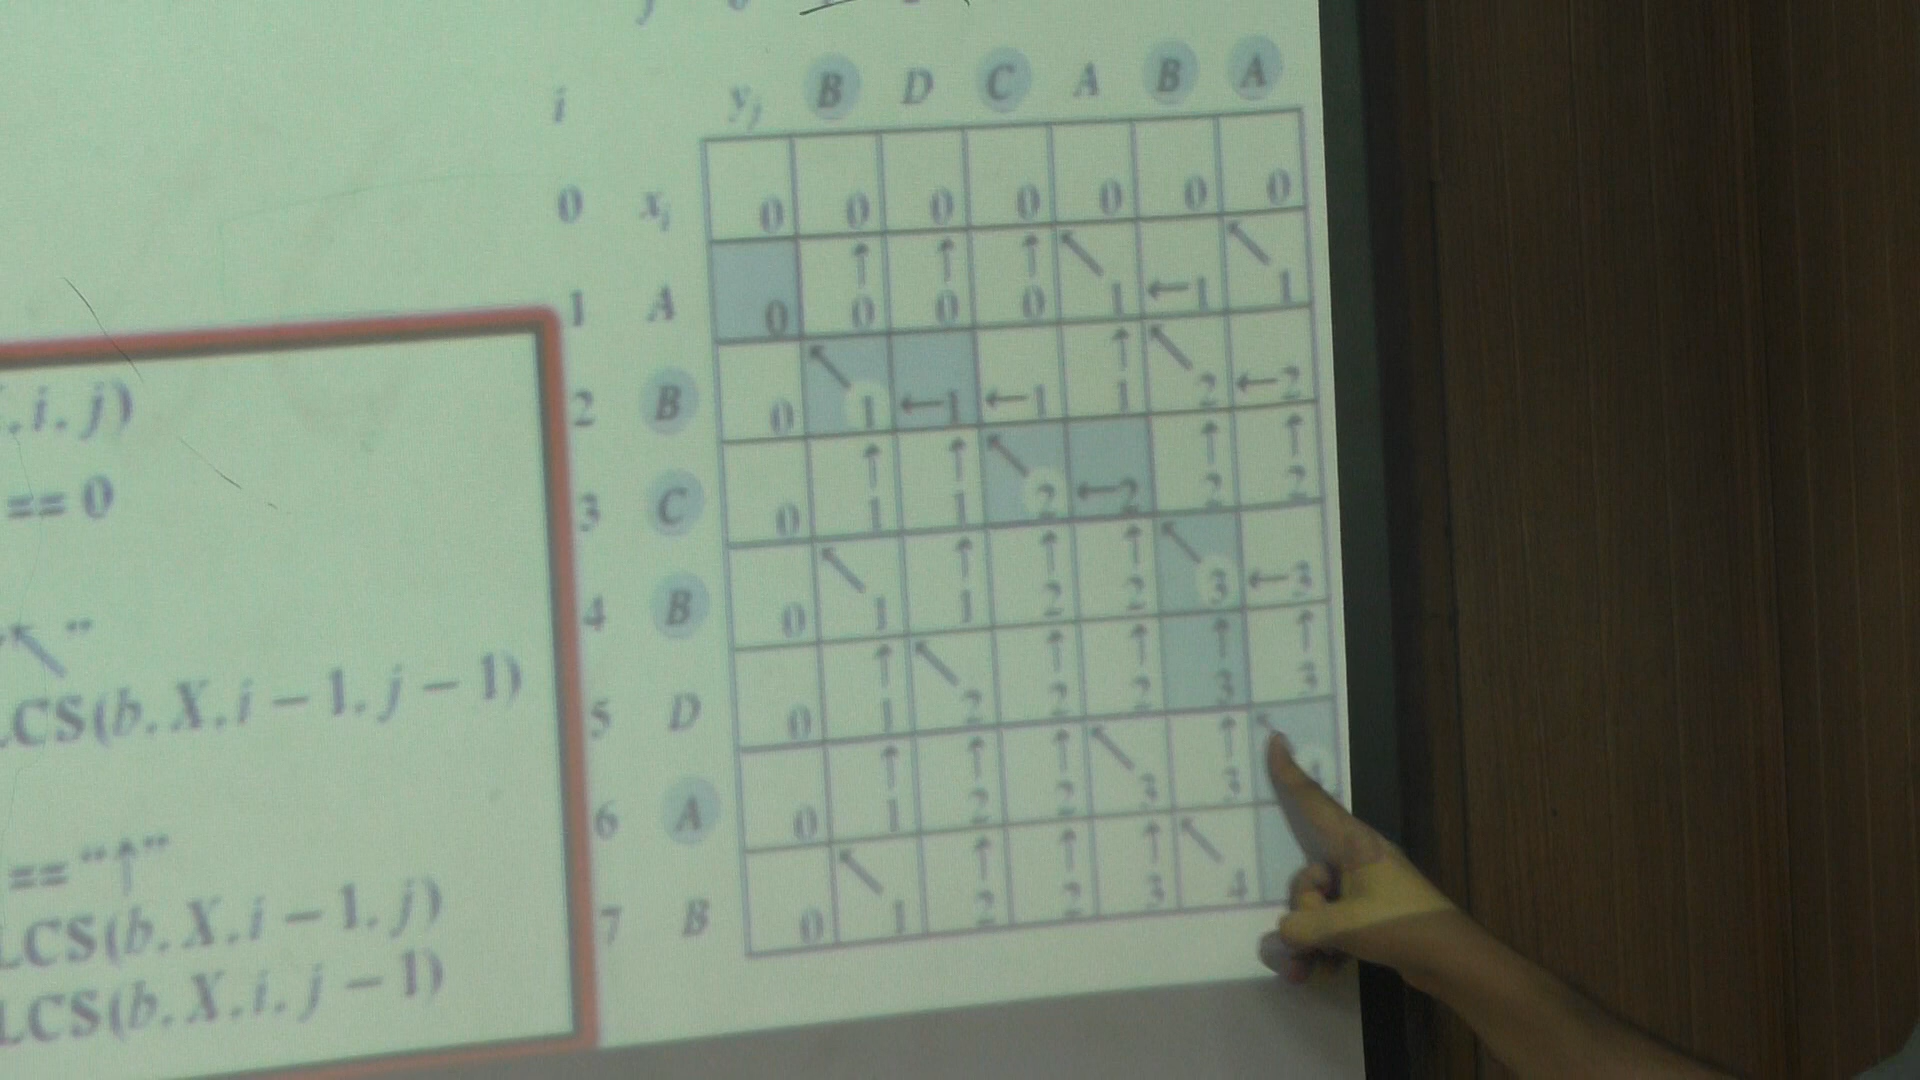 i y_j B D C A B A
0 x_i 0 0 0 0 0 0 0
1 A 0 ↑0 ↑0 ↑0 ↖1 ←1 ↖1
2 B 0 ↖1 ←1 ←1 ↑1 ↖2 ←2
3 C 0 ↑1 ↑1 ↖2 ←2 ↑2 ↑2
4 B 0 ↖1 ↑1 ↑2 ↑2 ↖3 ←3
5 D 0 ↑1 ↖2 ↑2 ↑2 ↑3 ↑3
6 A 0 ↑1 ↑2 ↑2 ↖3 ↑3 ↖
7 B 0 ↖1 ↑2 ↑2 ↑3 ↖4
, i, j)
== 0
"↖"
LCS(b, X, i − 1, j − 1)
== "↑"
LCS(b, X, i − 1, j)
LCS(b, X, i, j − 1)